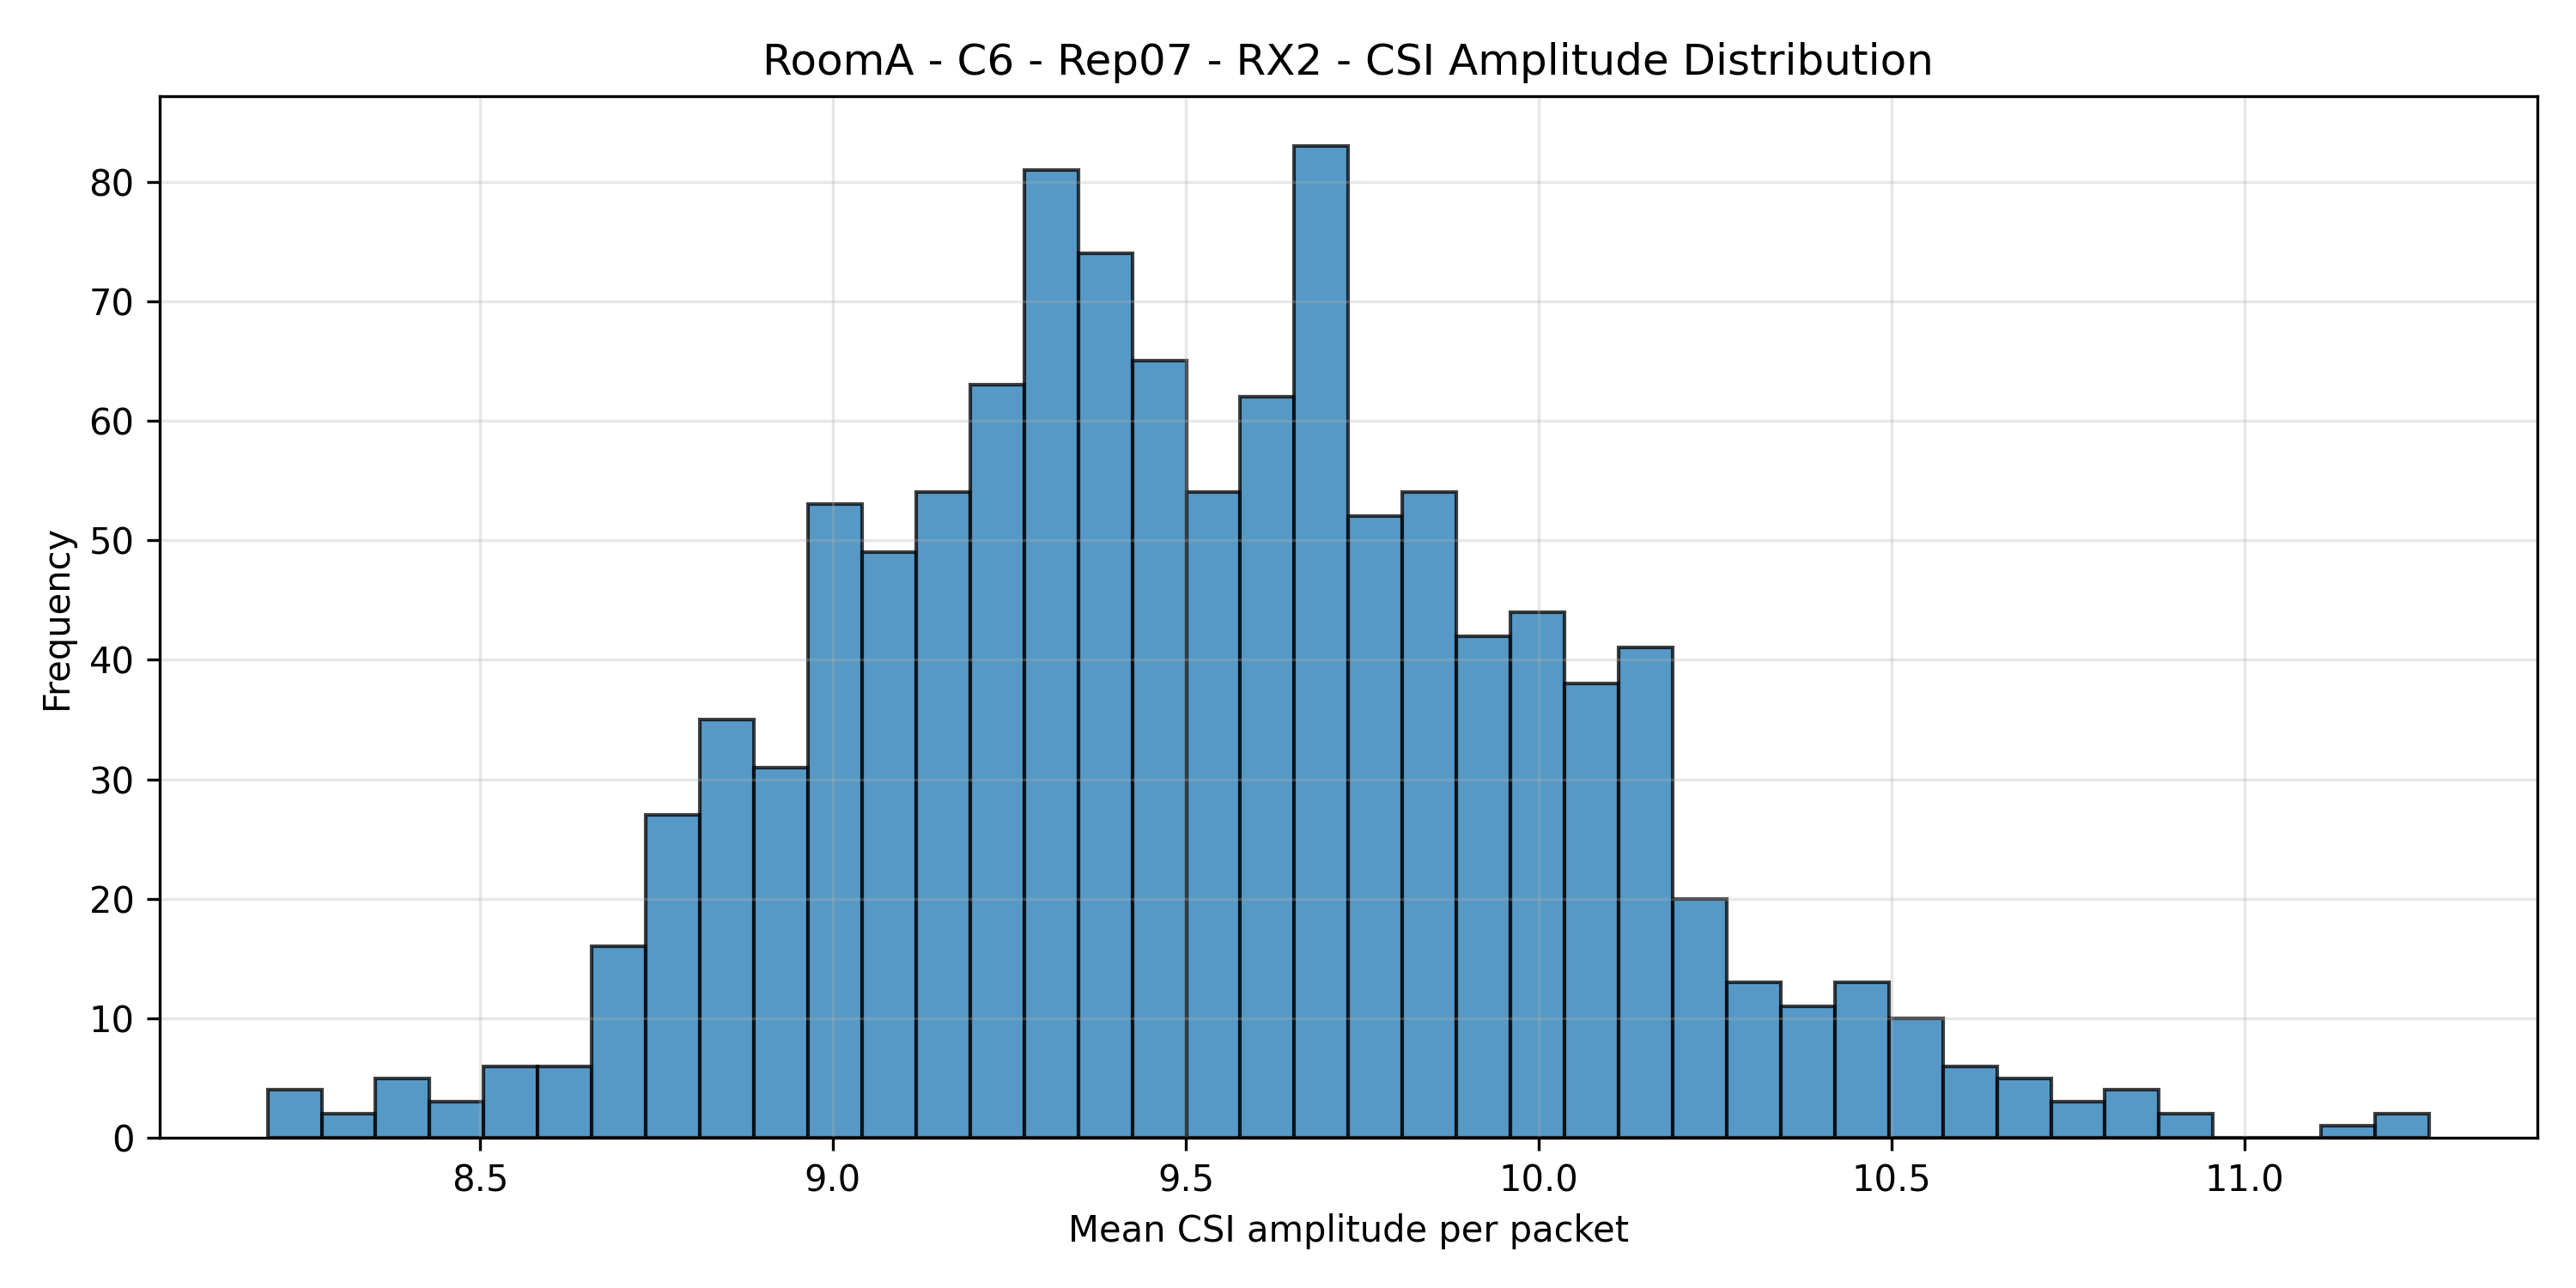 RoomA - C6 - Rep07 - RX2 - CSI Amplitude Distribution
80
70
60
50
40
30
20
10
0
Frequency
8.5 9.0 9.5 10.0 10.5 11.0
Mean CSI amplitude per packet